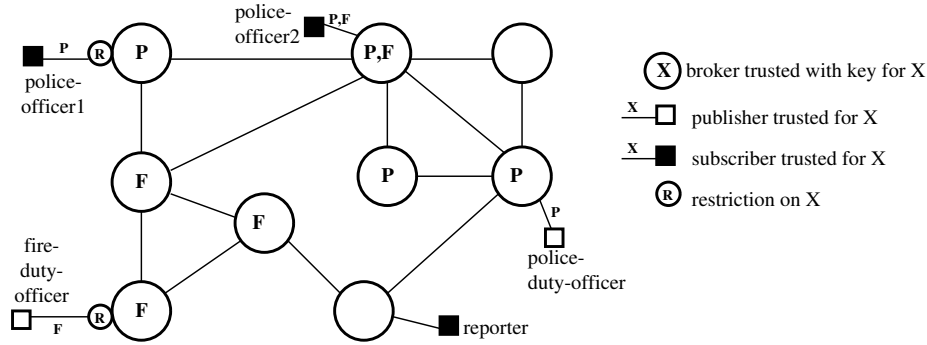 police-
officer2
P,F
P
R
P
P,F
police-
officer1
X
broker trusted with key for X
X
publisher trusted for X
X
subscriber trusted for X
R
restriction on X
F
P
P
F
P
police-
duty-officer
fire-
duty-
officer
F
R
F
reporter